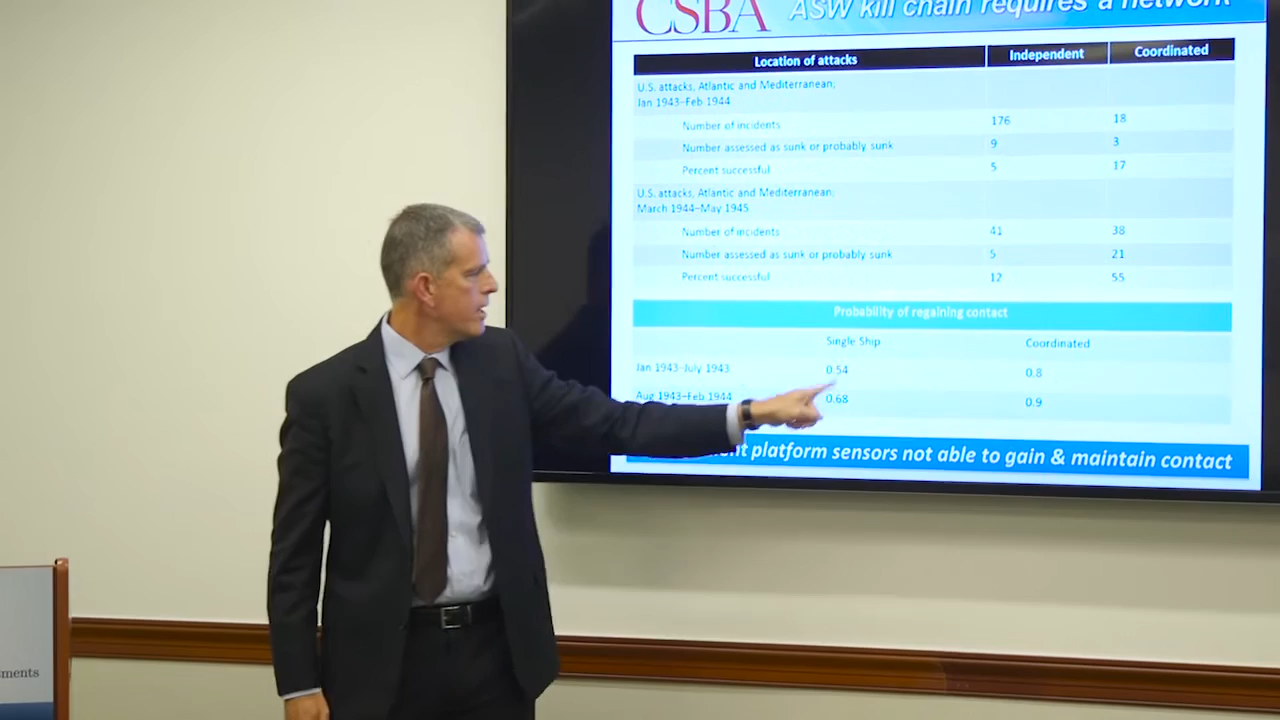 CSBA ASW kill chain requires a network
Location of attacks Independent Coordinated
U.S. attacks, Atlantic and Mediterranean;
Jan 1943–Feb 1944
Number of incidents 176 18
Number assessed as sunk or probably sunk 9 3
Percent successful 5 17
U.S. attacks, Atlantic and Mediterranean;
March 1944–May 1945
Number of incidents 41 38
Number assessed as sunk or probably sunk 5 21
Percent successful 12 55
Probability of regaining contact
Single Ship Coordinated
Jan 1943–July 1943 0.54 0.8
Aug 1943–Feb 1944 0.68 0.9
platform sensors not able to gain & maintain contact